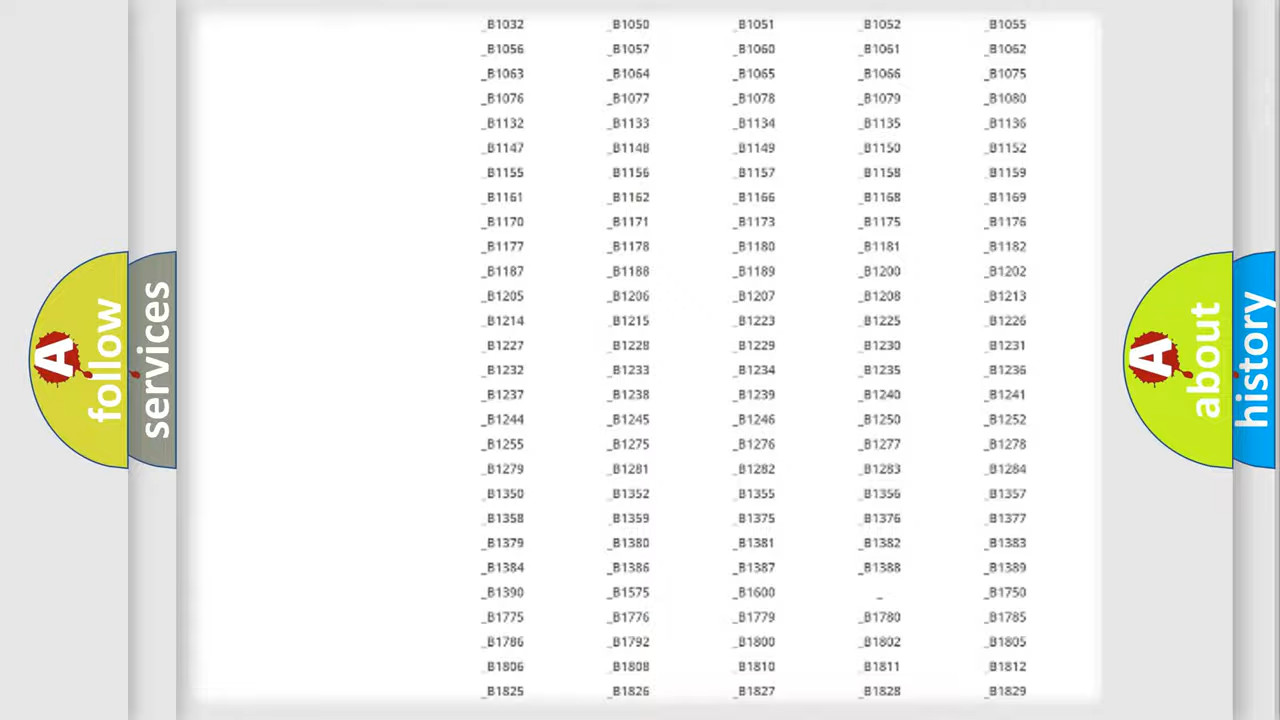 _B1032 _B1050 _B1051 _B1052 _B1055
_B1056 _B1057 _B1060 _B1061 _B1062
_B1063 _B1064 _B1065 _B1066 _B1075
_B1076 _B1077 _B1078 _B1079 _B1080
_B1132 _B1133 _B1134 _B1135 _B1136
_B1147 _B1148 _B1149 _B1150 _B1152
_B1155 _B1156 _B1157 _B1158 _B1159
_B1161 _B1162 _B1166 _B1168 _B1169
_B1170 _B1171 _B1173 _B1175 _B1176
_B1177 _B1178 _B1180 _B1181 _B1182
_B1187 _B1188 _B1189 _B1200 _B1202
_B1205 _B1206 _B1207 _B1208 _B1213
_B1214 _B1215 _B1223 _B1225 _B1226
_B1227 _B1228 _B1229 _B1230 _B1231
_B1232 _B1233 _B1234 _B1235 _B1236
_B1237 _B1238 _B1239 _B1240 _B1241
_B1244 _B1245 _B1246 _B1250 _B1252
_B1255 _B1275 _B1276 _B1277 _B1278
_B1279 _B1281 _B1282 _B1283 _B1284
_B1350 _B1352 _B1355 _B1356 _B1357
_B1358 _B1359 _B1375 _B1376 _B1377
_B1379 _B1380 _B1381 _B1382 _B1383
_B1384 _B1386 _B1387 _B1388 _B1389
_B1390 _B1575 _B1600 _ _B1750
_B1775 _B1776 _B1779 _B1780 _B1785
_B1786 _B1792 _B1800 _B1802 _B1805
_B1806 _B1808 _B1810 _B1811 _B1812
_B1825 _B1826 _B1827 _B1828 _B1829
A
follow
services
A
about
history